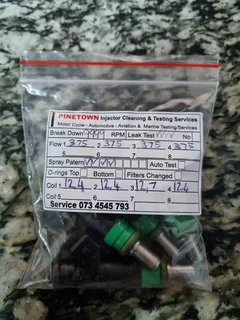 PINETOWN Injector Cleaning & Testing Services
Motor Cycle - Automotive - Aviation & Marine Testing/Services
Break Down 9999 RPM Leak Test No
Flow 1 375 2 375 3 375 4 375
5 6 7 8
Spray Patern Auto Test
O-rings Top Bottom Filters Changed
Coil 1 12.4 2 12.4 3 12.7 4 12.6
Coil 5 6 7 8
Service 073 4545 793